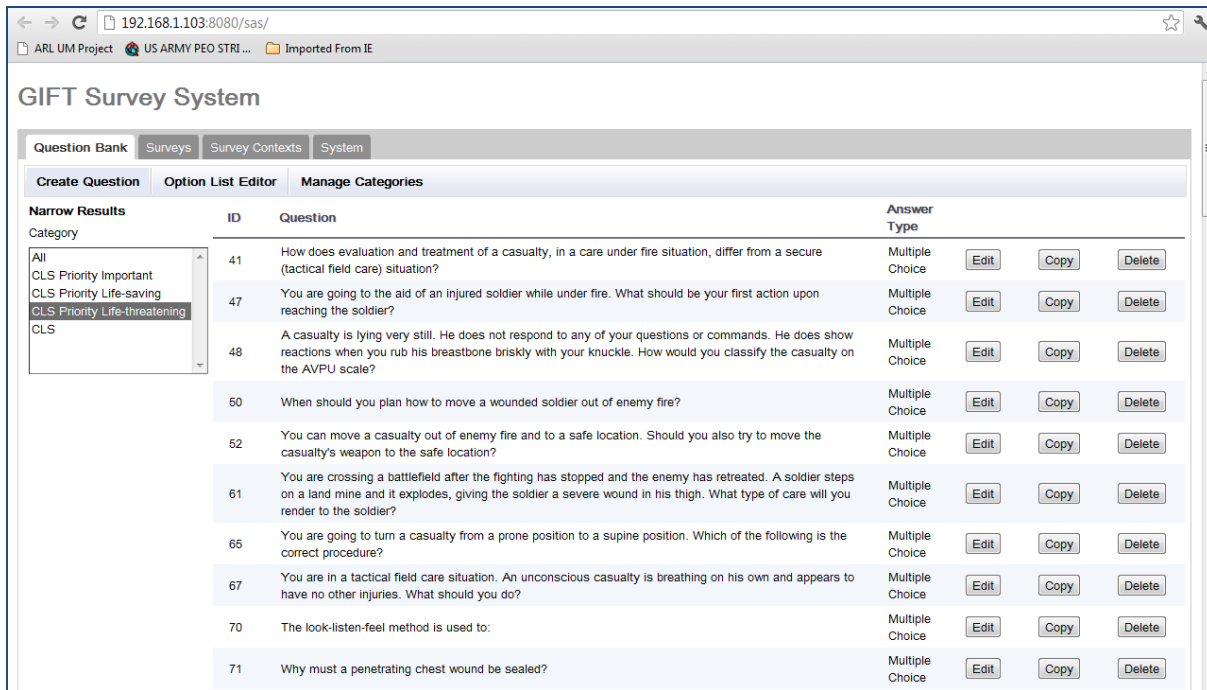 192.168.1.103:8080/sas/
ARL UM Project US ARMY PEO STRI ... Imported From IE
GIFT Survey System
Question Bank Surveys Survey Contexts System
Create Question Option List Editor Manage Categories
Narrow Results
Category
All
CLS Priority Important
CLS Priority Life-saving
CLS Priority Life-threatening
CLS
ID Question Answer
Type
41 How does evaluation and treatment of a casualty, in a care under fire situation, differ from a secure
(tactical field care) situation? Multiple
Choice Edit Copy Delete
47 You are going to the aid of an injured soldier while under fire. What should be your first action upon
reaching the soldier? Multiple
Choice Edit Copy Delete
48 A casualty is lying very still. He does not respond to any of your questions or commands. He does show
reactions when you rub his breastbone briskly with your knuckle. How would you classify the casualty on
the AVPU scale? Multiple
Choice Edit Copy Delete
50 When should you plan how to move a wounded soldier out of enemy fire? Multiple
Choice Edit Copy Delete
52 You can move a casualty out of enemy fire and to a safe location. Should you also try to move the
casualty's weapon to the safe location? Multiple
Choice Edit Copy Delete
61 You are crossing a battlefield after the fighting has stopped and the enemy has retreated. A soldier steps
on a land mine and it explodes, giving the soldier a severe wound in his thigh. What type of care will you
render to the soldier? Multiple
Choice Edit Copy Delete
65 You are going to turn a casualty from a prone position to a supine position. Which of the following is the
correct procedure? Multiple
Choice Edit Copy Delete
67 You are in a tactical field care situation. An unconscious casualty is breathing on his own and appears to
have no other injuries. What should you do? Multiple
Choice Edit Copy Delete
70 The look-listen-feel method is used to: Multiple
Choice Edit Copy Delete
71 Why must a penetrating chest wound be sealed? Multiple
Choice Edit Copy Delete